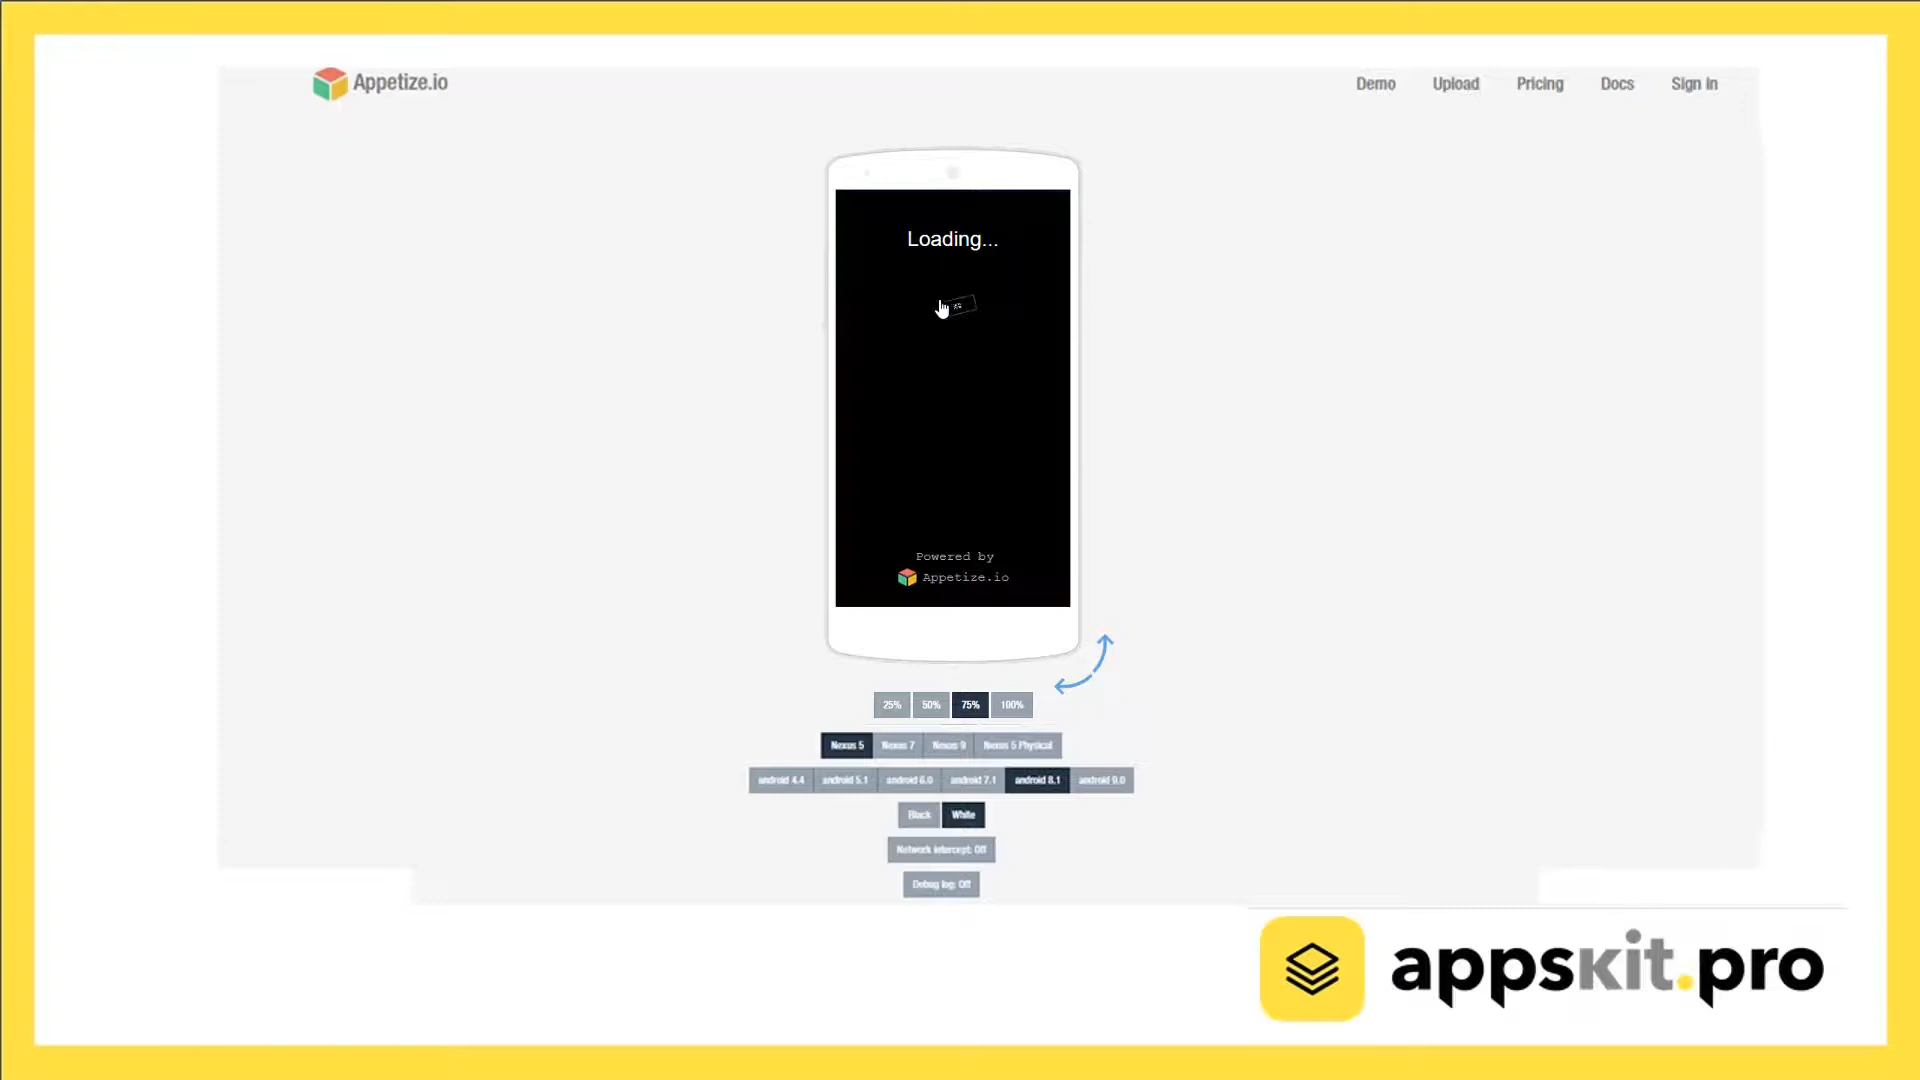 Appetize.io
Demo Upload Pricing Docs Sign in
Loading...
Powered by
Appetize.io
25% 50% 75% 100%
Nexus 5 Nexus 7 Nexus 9 Nexus 5 Physical
android 4.4 android 5.1 android 6.0 android 7.1 android 8.1 android 9.0
Black White
Network intercept: Off
Debug log: Off
appskit.pro